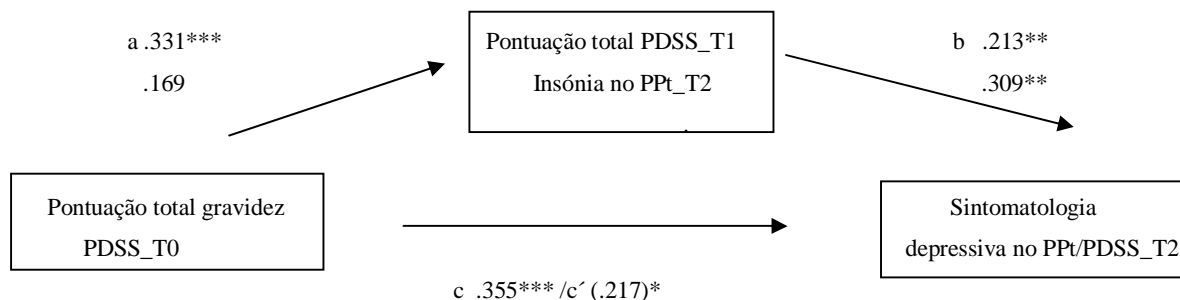 a .331***
.169
Pontuação total PDSS_T1
Insónia no PPt_T2
b .213**
.309**
Pontuação total gravidez
PDSS_T0
Sintomatologia
depressiva no PPt/PDSS_T2
c .355*** /c´ (.217)*